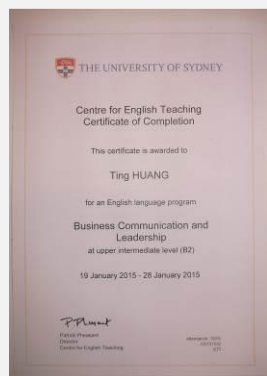 THE UNIVERSITY OF SYDNEY
Centre for English Teaching
Certificate of Completion
This certificate is awarded to
Ting HUANG
for an English language program
Business Communication and
Leadership
at upper intermediate level (B2)
19 January 2015 - 28 January 2015
Director
Centre for English Teaching